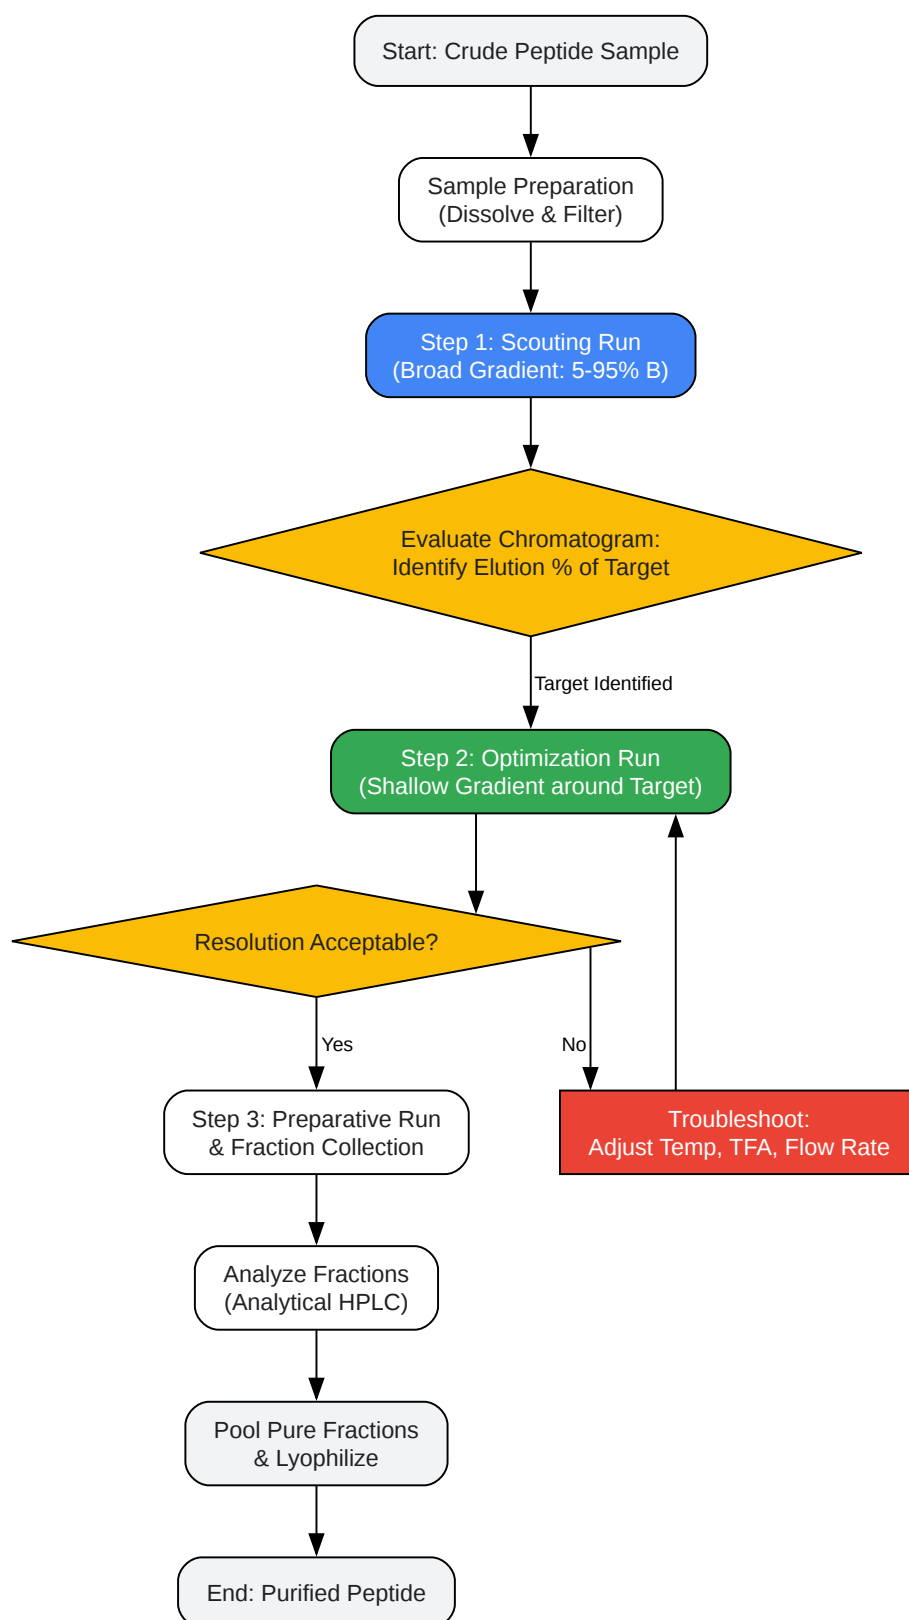 Start: Crude Peptide Sample
Sample Preparation
(Dissolve & Filter)
Step 1: Scouting Run
(Broad Gradient: 5-95% B)
Evaluate Chromatogram:
Identify Elution % of Target
Target Identified
Step 2: Optimization Run
(Shallow Gradient around Target)
Resolution Acceptable?
Yes
No
Step 3: Preparative Run
& Fraction Collection
Troubleshoot:
Adjust Temp, TFA, Flow Rate
Analyze Fractions
(Analytical HPLC)
Pool Pure Fractions
& Lyophilize
End: Purified Peptide